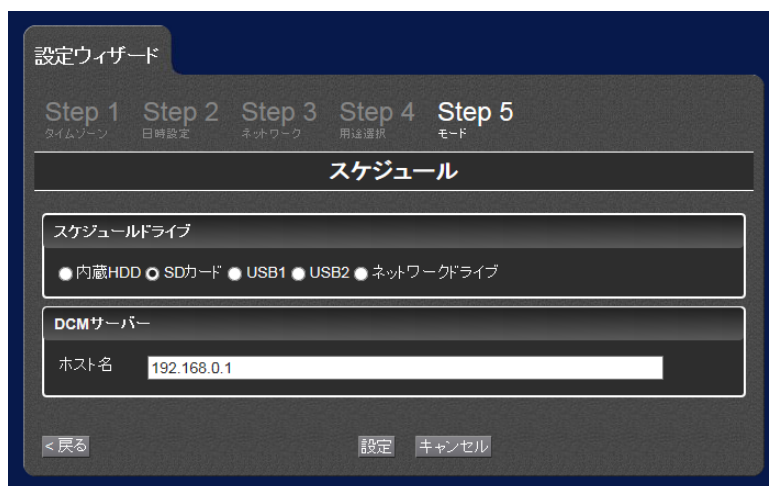 設定ウィザード
Step 1 Step 2 Step 3 Step 4 Step 5
タイムゾーン 日時設定 ネットワーク 用途選択 モード
スケジュール
スケジュールドライブ
内蔵HDD SDカード USB1 USB2 ネットワークドライブ
DCMサーバー
ホスト名 192.168.0.1
< 戻る 設定 キャンセル